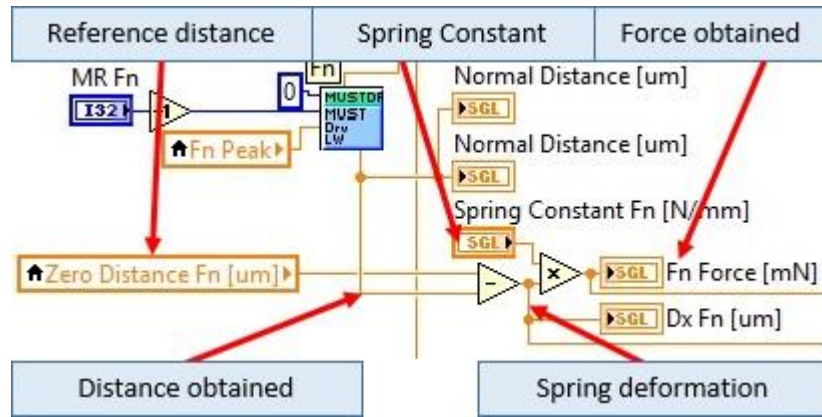 Reference distance
Spring Constant
Force obtained
MR Fn
Fn
Normal Distance [um]
0
MUSTDR
I32
-1
MUST
Drv
LW
SGL
Fn Peak
Normal Distance [um]
SGL
Spring Constant Fn [N/mm]
SGL
Zero Distance Fn [um]
-
x
SGL
Fn Force [mN]
SGL
Dx Fn [um]
Distance obtained
Spring deformation